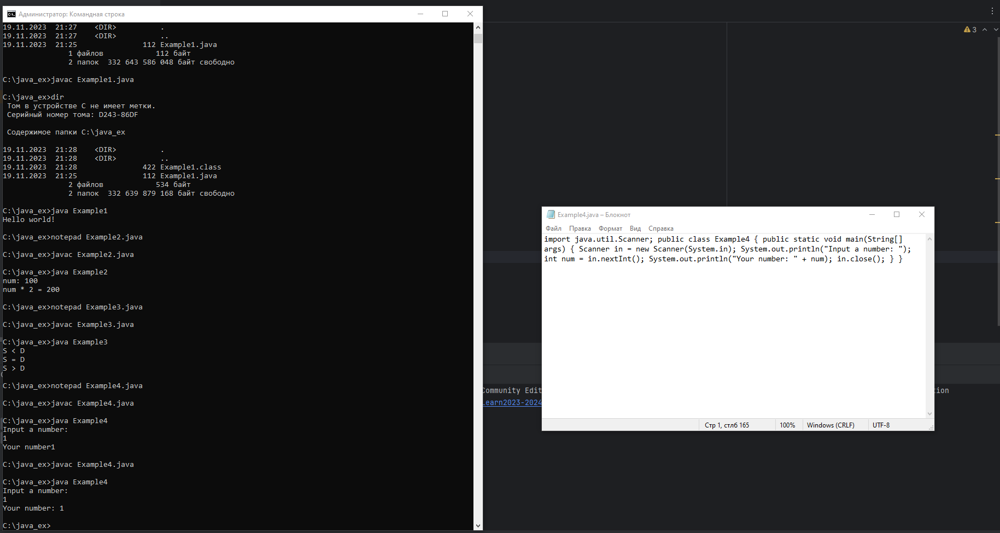 Администратор: Командная строка
19.11.2023  21:27    <DIR>          .
19.11.2023  21:27    <DIR>          ..
19.11.2023  21:25               112 Example1.java
               1 файлов            112 байт
               2 папок  332 643 586 048 байт свободно
C:\java_ex>javac Example1.java
C:\java_ex>dir
 Том в устройстве C не имеет метки.
 Серийный номер тома: D243-86DF
 Содержимое папки C:\java_ex
19.11.2023  21:28    <DIR>          .
19.11.2023  21:28    <DIR>          ..
19.11.2023  21:28               422 Example1.class
19.11.2023  21:25               112 Example1.java
               2 файлов            534 байт
               2 папок  332 639 879 168 байт свободно
C:\java_ex>java Example1
Hello world!
C:\java_ex>notepad Example2.java
C:\java_ex>javac Example2.java
C:\java_ex>java Example2
num: 100
num * 2 = 200
C:\java_ex>notepad Example3.java
C:\java_ex>javac Example3.java
C:\java_ex>java Example3
S < D
S = D
S > D
C:\java_ex>notepad Example4.java
C:\java_ex>javac Example4.java
C:\java_ex>java Example4
Input a number:
1
Your number1
C:\java_ex>javac Example4.java
C:\java_ex>java Example4
Input a number:
1
Your number: 1
C:\java_ex>
3
Example4.java – Блокнот
Файл Правка Формат Вид Справка
import java.util.Scanner; public class Example4 { public static void main(String[]
args) { Scanner in = new Scanner(System.in); System.out.println("Input a number: ");
int num = in.nextInt(); System.out.println("Your number: " + num); in.close(); } }
Стр 1, стлб 165 100% Windows (CRLF) UTF-8
Community Edit
tion
Learn2023-2024